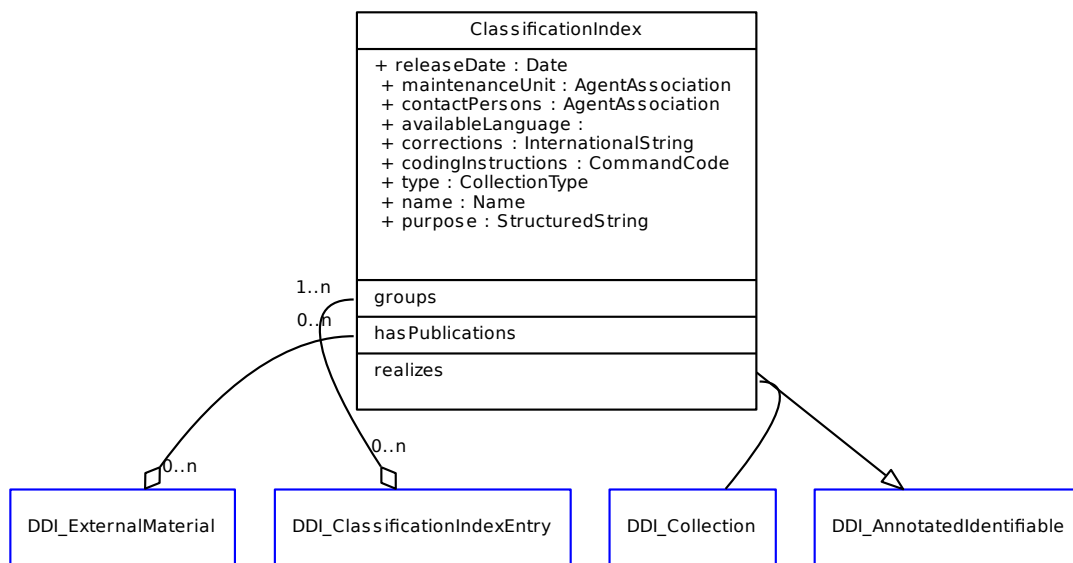 ClassificationIndex
+ releaseDate : Date
+ maintenanceUnit : AgentAssociation
+ contactPersons : AgentAssociation
+ availableLanguage :
+ corrections : InternationalString
+ codingInstructions : CommandCode
+ type : CollectionType
+ name : Name
+ purpose : StructuredString
1..n
groups
0..n
hasPublications
realizes
0..n
0..n
DDI_ExternalMaterial
DDI_ClassificationIndexEntry
DDI_Collection
DDI_AnnotatedIdentifiable